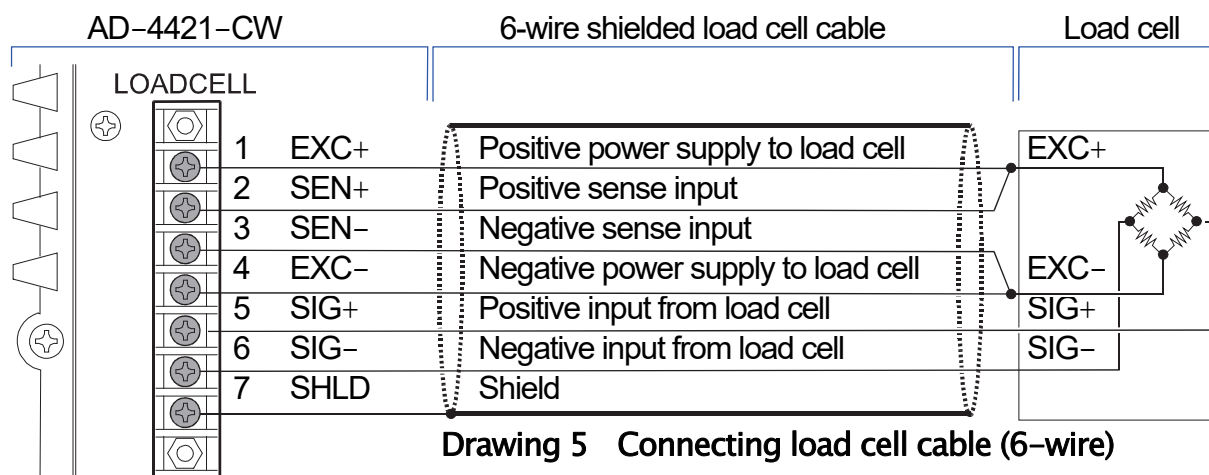 AD-4421-CW 6-wire shielded load cell cable Load cell
LOADCELL
1 EXC+ Positive power supply to load cell EXC+
2 SEN+ Positive sense input
3 SEN- Negative sense input
4 EXC- Negative power supply to load cell EXC-
5 SIG+ Positive input from load cell SIG+
6 SIG- Negative input from load cell SIG-
7 SHLD Shield
Drawing 5 Connecting load cell cable (6-wire)